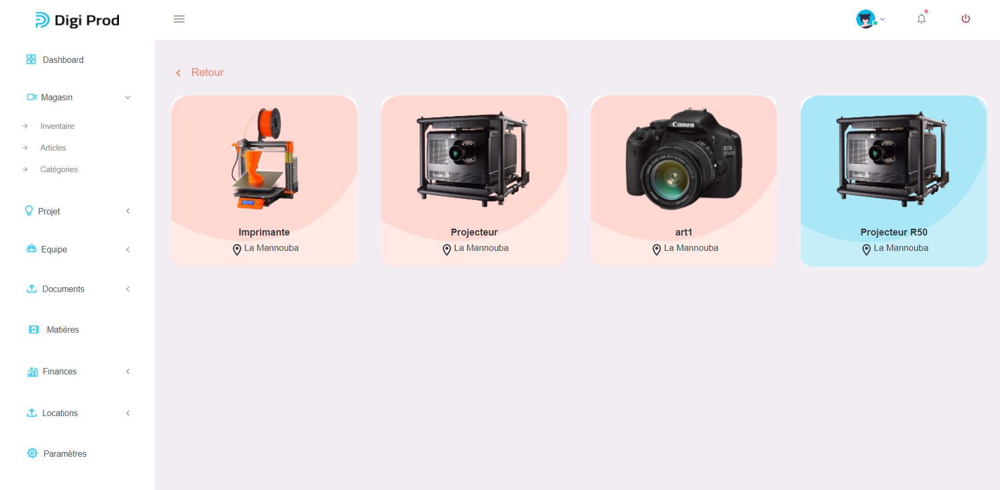 Digi Prod
Dashboard
Magasin
Inventaire
Articles
Catégories
Projet
Equipe
Documents
Matiéres
Finances
Locations
Paramètres
Retour
Imprimante
La Mannouba
Projecteur
La Mannouba
Canon
EOS
550D
art1
La Mannouba
Projecteur R50
La Mannouba